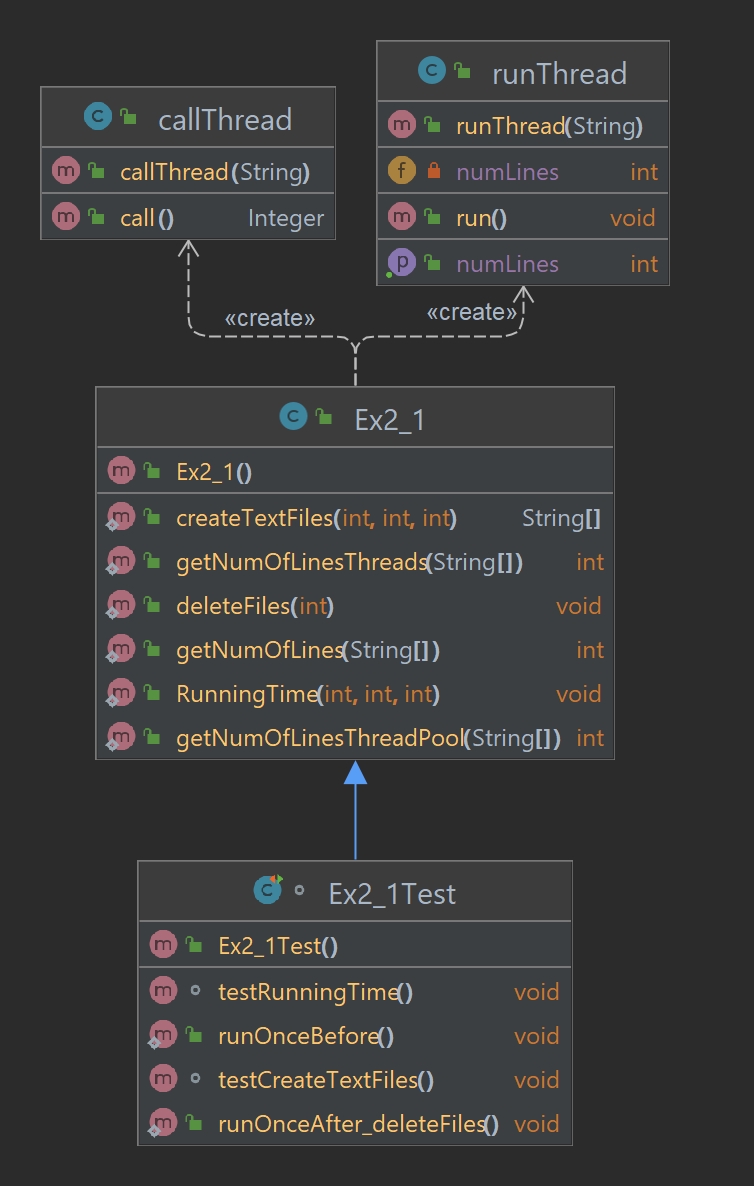 callThread
callThread(String)
call() Integer
runThread
runThread(String)
numLines int
run() void
numLines int
«create»
«create»
Ex2_1
Ex2_1()
createTextFiles(int, int, int) String[]
getNumOfLinesThreads(String[]) int
deleteFiles(int) void
getNumOfLines(String[]) int
RunningTime(int, int, int) void
getNumOfLinesThreadPool(String[]) int
Ex2_1Test
Ex2_1Test()
testRunningTime() void
runOnceBefore() void
testCreateTextFiles() void
runOnceAfter_deleteFiles() void